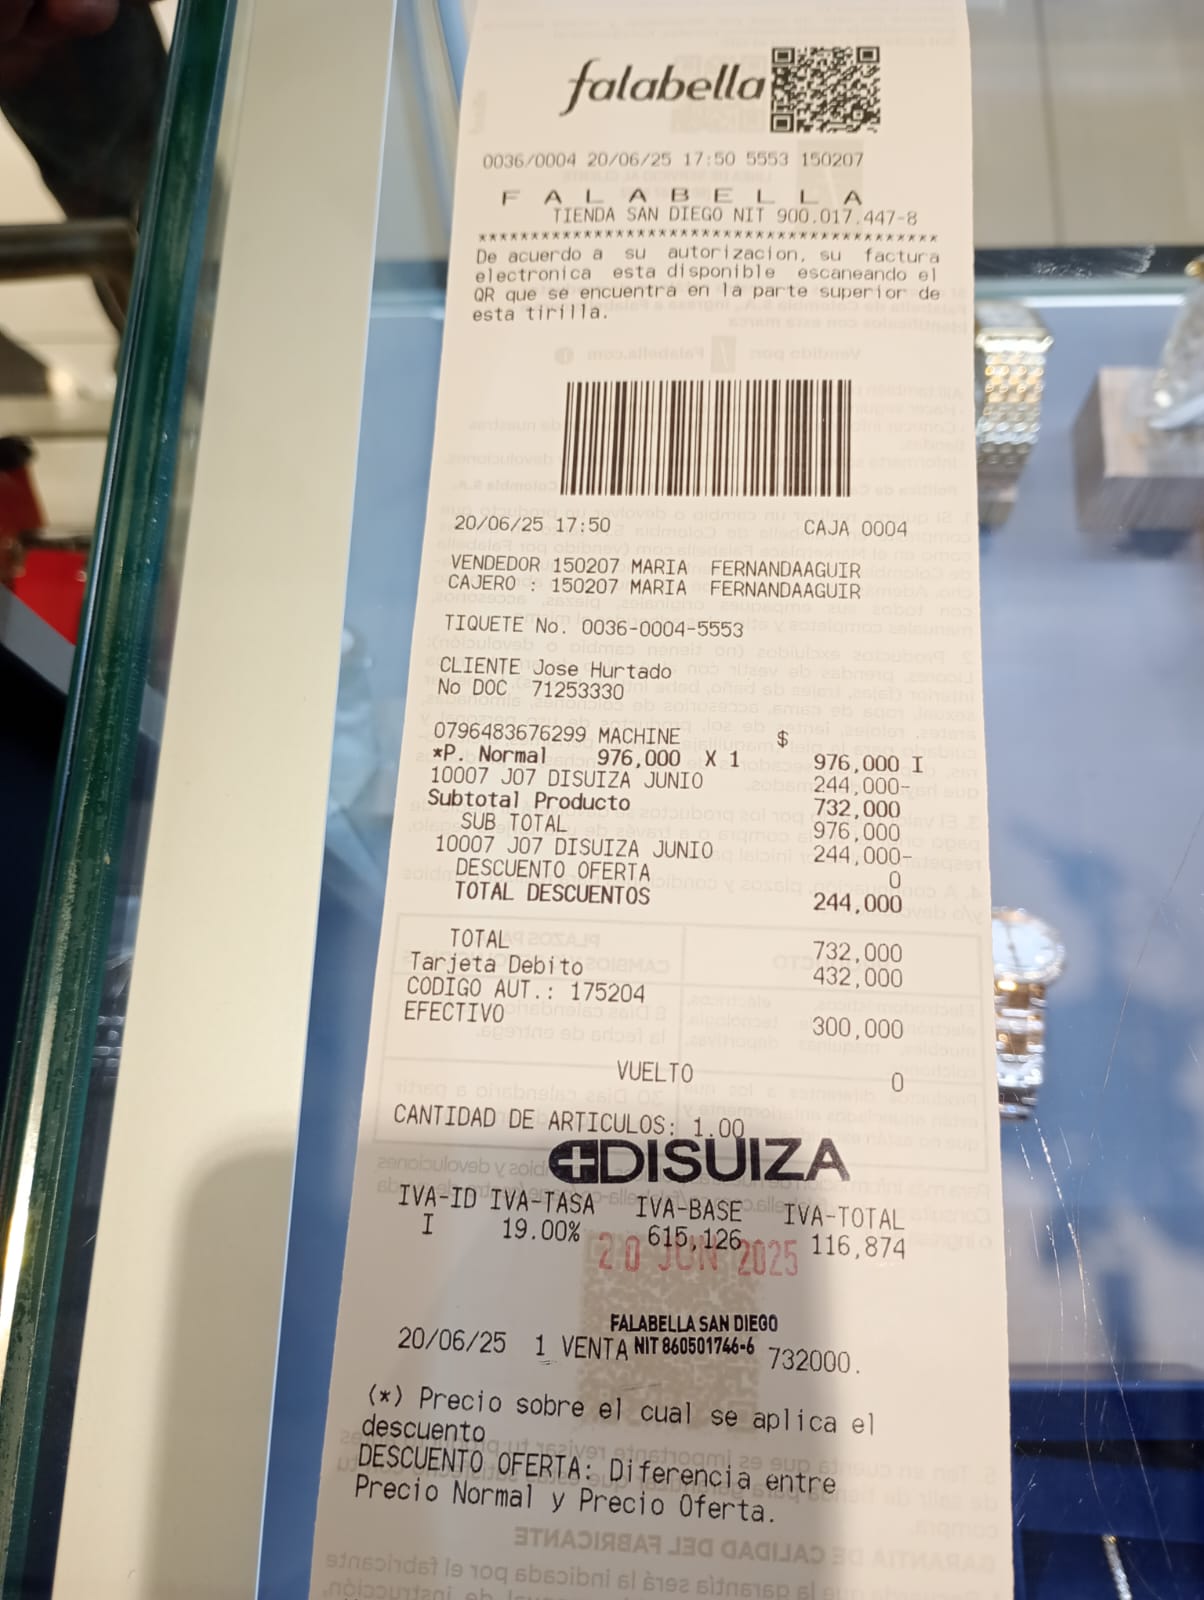 falabella
0036/0004 20/06/25 17:50 5553 150207
F A L A B E L L A
TIENDA SAN DIEGO NIT 900.017.447-8
****************************************
De acuerdo a su autorizacion, su factura
electronica esta disponible escaneando el
QR que se encuentra en la parte superior de
esta tirilla.
20/06/25 17:50 CAJA 0004
VENDEDOR 150207 MARIA FERNANDAAGUIR
CAJERO : 150207 MARIA FERNANDAAGUIR
TIQUETE No. 0036-0004-5553
CLIENTE Jose Hurtado
No DOC 71253330
0796483676299 MACHINE $
*P. Normal 976,000 X 1 976,000 I
10007 J07 DISUIZA JUNIO 244,000-
Subtotal Producto 732,000
SUB TOTAL 976,000
10007 J07 DISUIZA JUNIO 244,000-
DESCUENTO OFERTA 0
TOTAL DESCUENTOS 244,000
TOTAL 732,000
Tarjeta Debito 432,000
CODIGO AUT.: 175204
EFECTIVO 300,000
VUELTO 0
CANTIDAD DE ARTICULOS: 1.00
DISUIZA
IVA-ID IVA-TASA IVA-BASE IVA-TOTAL
I 19.00% 615,126 116,874
20 JUN 2025
FALABELLA SAN DIEGO
NIT 860501746-6
20/06/25 1 VENTA 732000.
(*) Precio sobre el cual se aplica el
descuento
DESCUENTO OFERTA: Diferencia entre
Precio Normal y Precio Oferta.